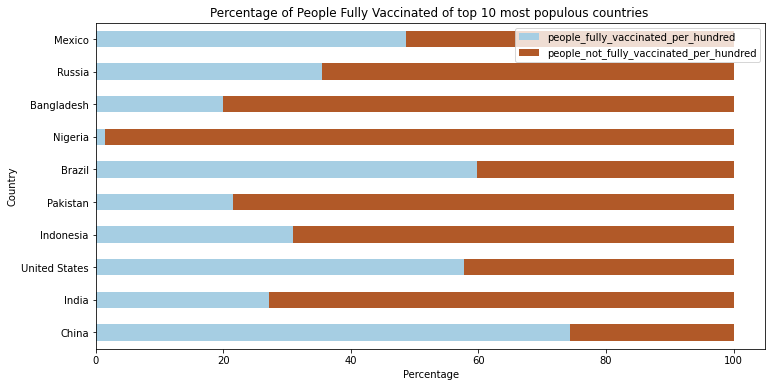 Percentage of People Fully Vaccinated of top 10 most populous countries
people_fully_vaccinated_per_hundred
people_not_fully_vaccinated_per_hundred
Country
Mexico
Russia
Bangladesh
Nigeria
Brazil
Pakistan
Indonesia
United States
India
China
0 20 40 60 80 100
Percentage